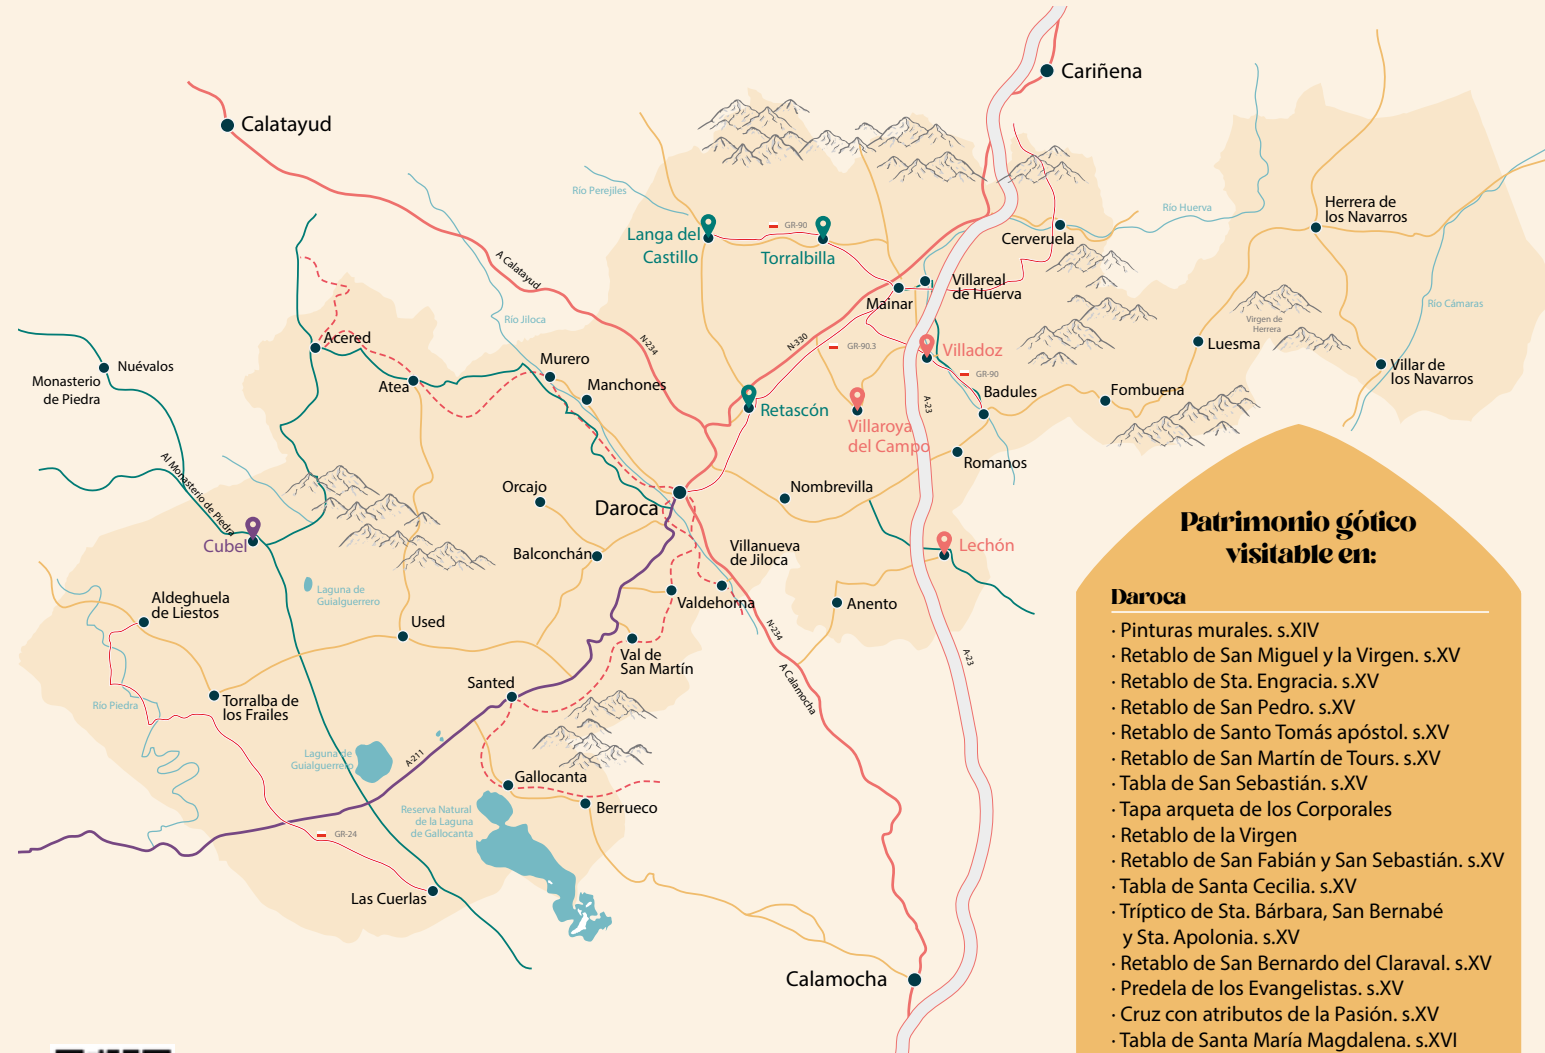 Cariñena
Calatayud
Río Perejiles
Herrera de
los Navarros
Río Huerva
GR-90
Langa del
Castillo
Torralbilla
Cerveruela
A Calatayud
Villareal
de Huerva
Mainar
Río Cámaras
Río Jiloca
Virgen de
Herrera
Acered
N-234
N-330
GR-90.3
Villadoz
Luesma
Nuévalos
Monasterio
de Piedra
Murero
Manchones
Atea
GR-90
Villar de
los Navarros
Badules
Fombuena
A-23
Retascón
Villaroya
del Campo
Al Monasterio de Piedra
Romanos
Orcajo
Nombrevilla
Daroca
Cubel
Balconchán
Villanueva
de Jiloca
Lechón
Laguna de
Guialguerrero
Aldeghuela
de Liestos
Valdehorna
Anento
Used
N-234
Val de
San Martín
A-23
Santed
A Calamocha
Torralba de
los Frailes
Río Piedra
Laguna de
Guialguerrero
A-211
Gallocanta
Berrueco
Reserva Natural
de la Laguna
de Gallocanta
GR-24
Las Cuerlas
Calamocha
Patrimonio gótico
visitable en:
Daroca
· Pinturas murales. s.XIV
· Retablo de San Miguel y la Virgen. s.XV
· Retablo de Sta. Engracia. s.XV
· Retablo de San Pedro. s.XV
· Retablo de Santo Tomás apóstol. s.XV
· Retablo de San Martín de Tours. s.XV
· Tabla de San Sebastián. s.XV
· Tapa arqueta de los Corporales
· Retablo de la Virgen
· Retablo de San Fabián y San Sebastián. s.XV
· Tabla de Santa Cecilia. s.XV
· Tríptico de Sta. Bárbara, San Bernabé
y Sta. Apolonia. s.XV
· Retablo de San Bernardo del Claraval. s.XV
· Predela de los Evangelistas. s.XV
· Cruz con atributos de la Pasión. s.XV
· Tabla de Santa María Magdalena. s.XVI